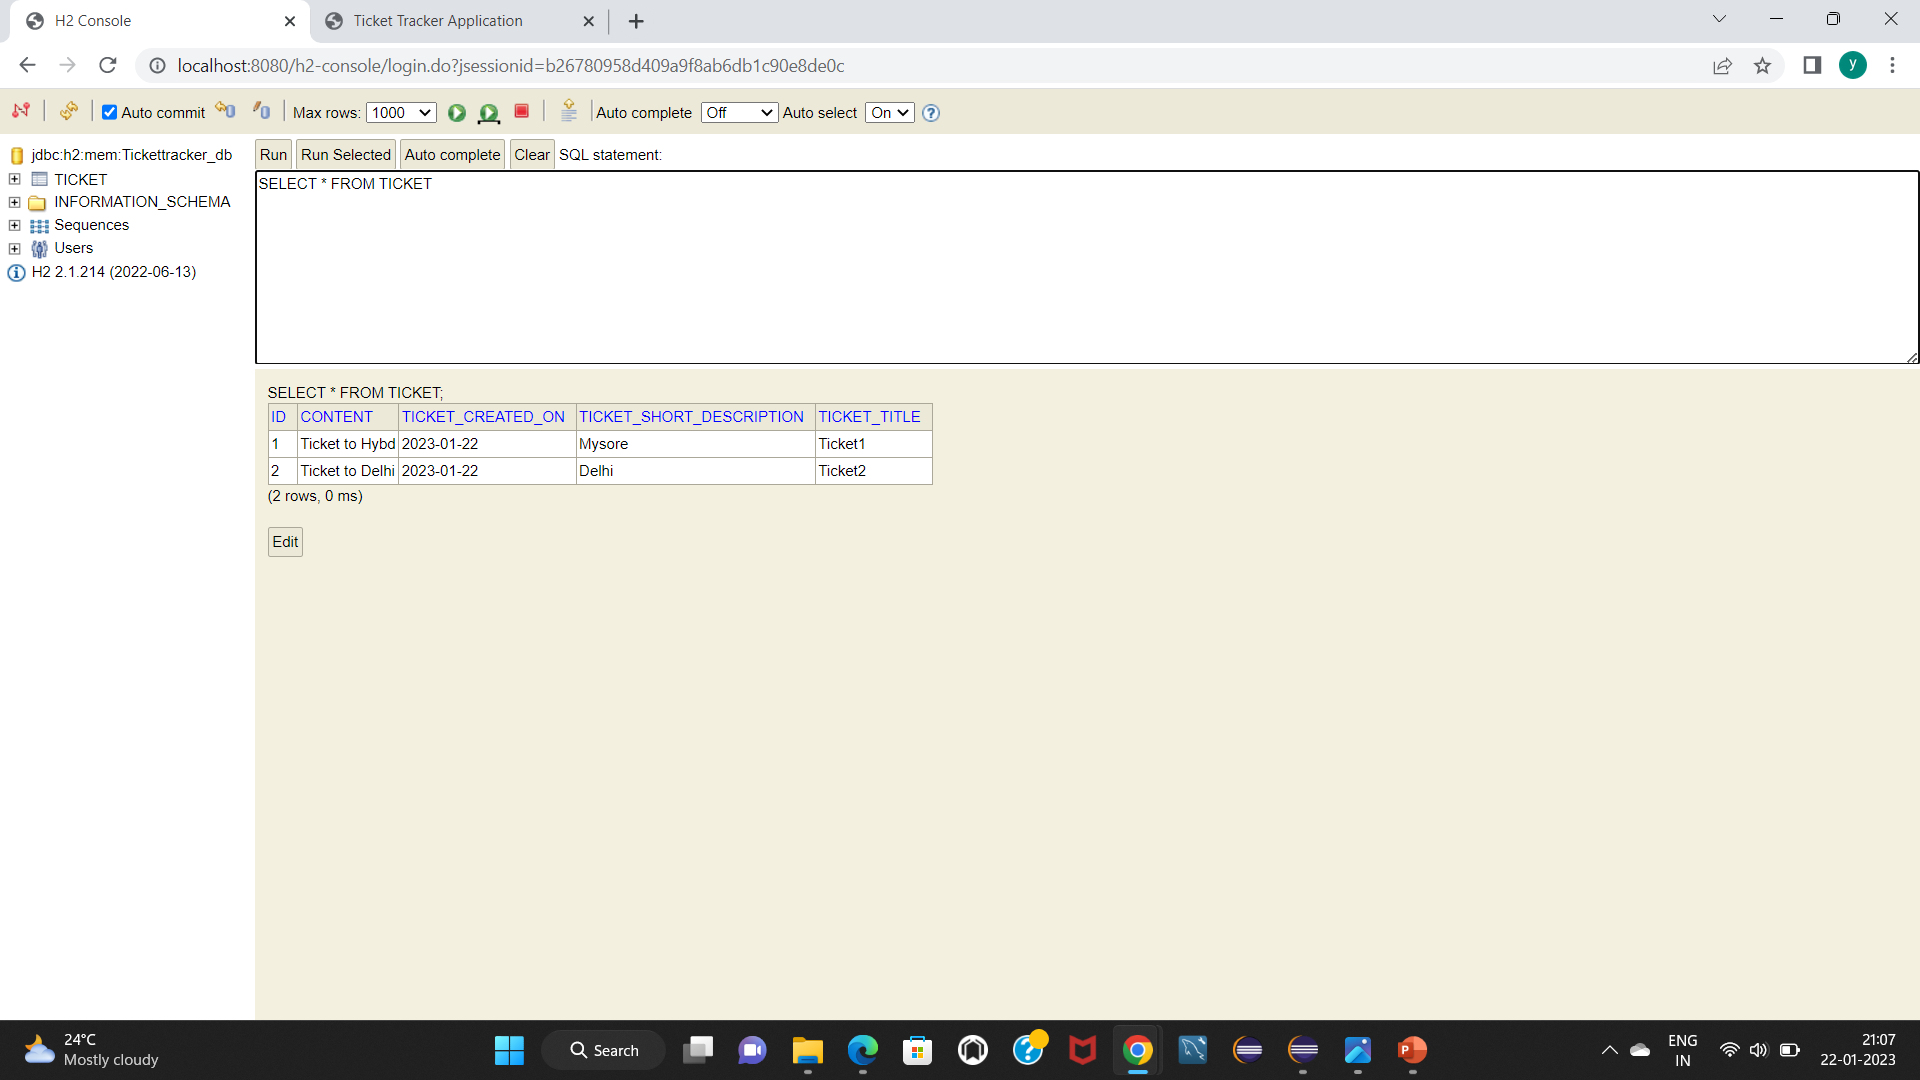 H2 Console
Ticket Tracker Application
localhost:8080/h2-console/login.do?jsessionid=b26780958d409a9f8ab6db1c90e8de0c
y
Auto commit
Max rows: 1000
Auto complete Off
Auto select On
jdbc:h2:mem:Tickettracker_db
TICKET
INFORMATION_SCHEMA
Sequences
Users
H2 2.1.214 (2022-06-13)
Run Run Selected Auto complete Clear SQL statement:
SELECT * FROM TICKET
SELECT * FROM TICKET;
ID CONTENT TICKET_CREATED_ON TICKET_SHORT_DESCRIPTION TICKET_TITLE
1 Ticket to Hybd 2023-01-22 Mysore Ticket1
2 Ticket to Delhi 2023-01-22 Delhi Ticket2
(2 rows, 0 ms)
Edit
24°C
Mostly cloudy
Search
ENG
IN
21:07
22-01-2023